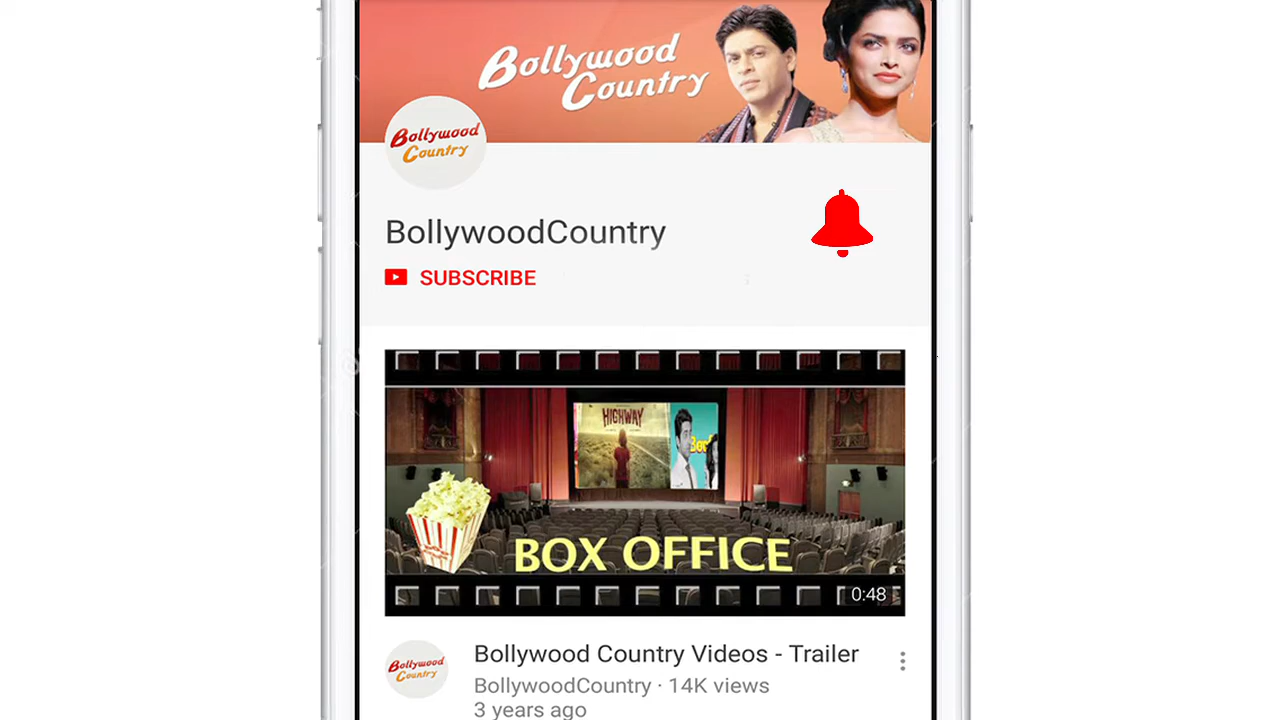 Bollywood
Country
Bollywood
Country
BollywoodCountry
SUBSCRIBE
HIGHWAY
BOX OFFICE
0:48
Bollywood
Country
Bollywood Country Videos - Trailer
BollywoodCountry · 14K views
3 years ago